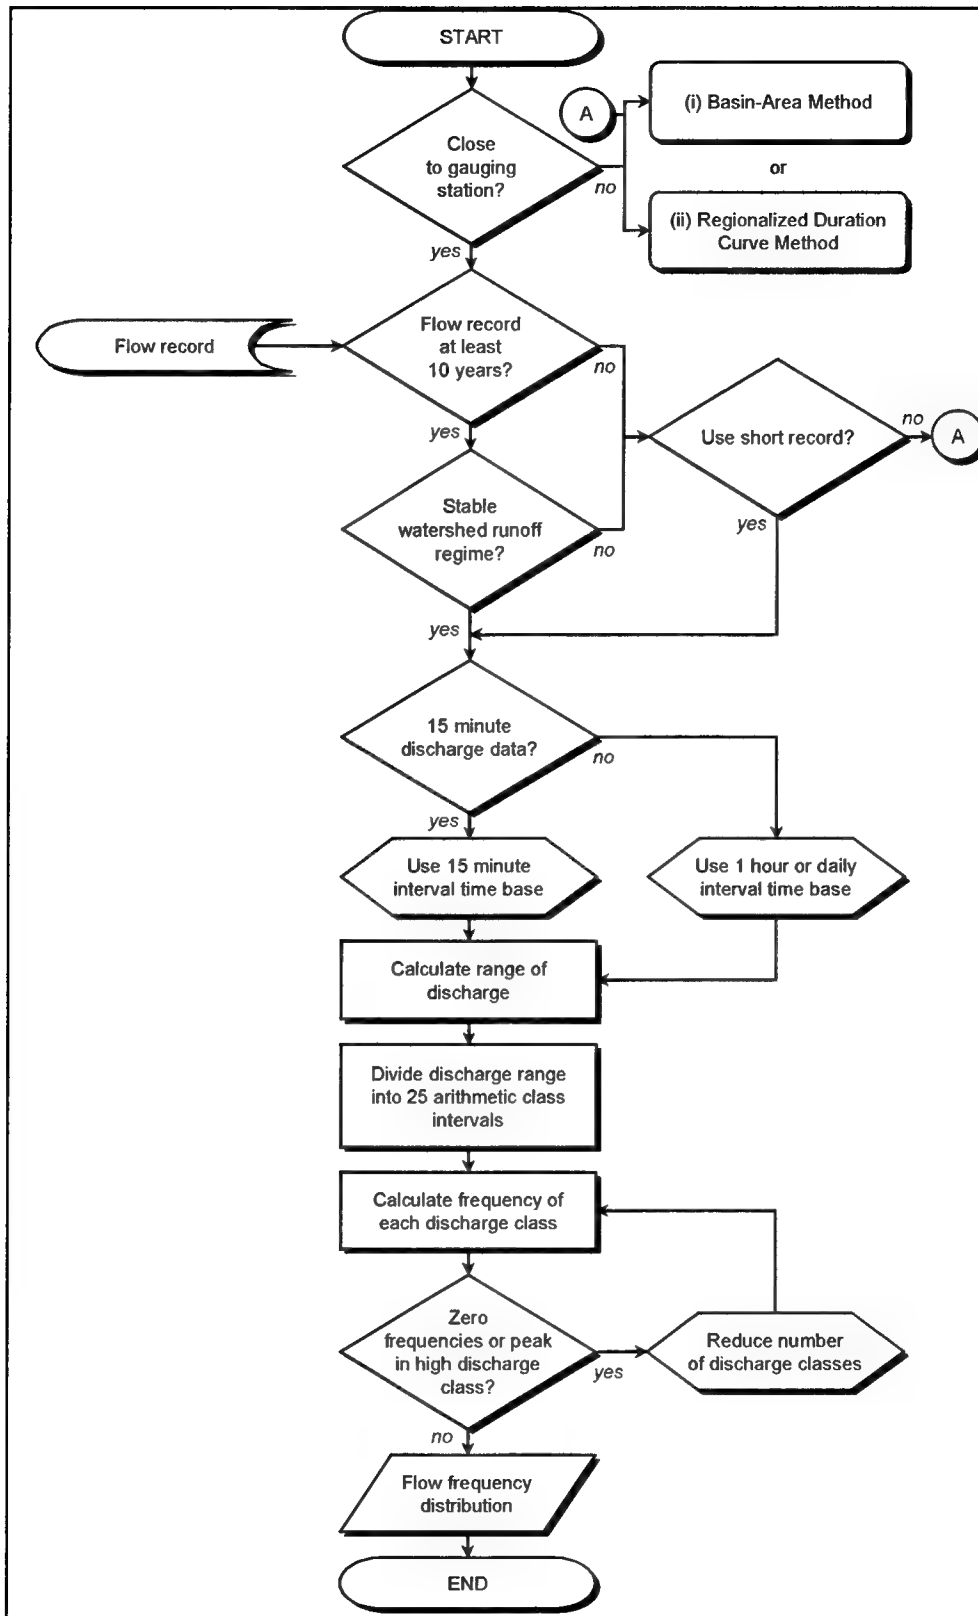 START
Close
to gauging
station?
no
yes
A
(i) Basin-Area Method
or
(ii) Regionalized Duration
Curve Method
Flow record
Flow record
at least
10 years?
no
yes
Use short record?
no
A
yes
Stable
watershed runoff
regime?
no
yes
15 minute
discharge data?
no
yes
Use 15 minute
interval time base
Use 1 hour or daily
interval time base
Calculate range of
discharge
Divide discharge range
into 25 arithmetic class
intervals
Calculate frequency of
each discharge class
Zero
frequencies or peak
in high discharge
class?
yes
no
Reduce number
of discharge classes
Flow frequency
distribution
END